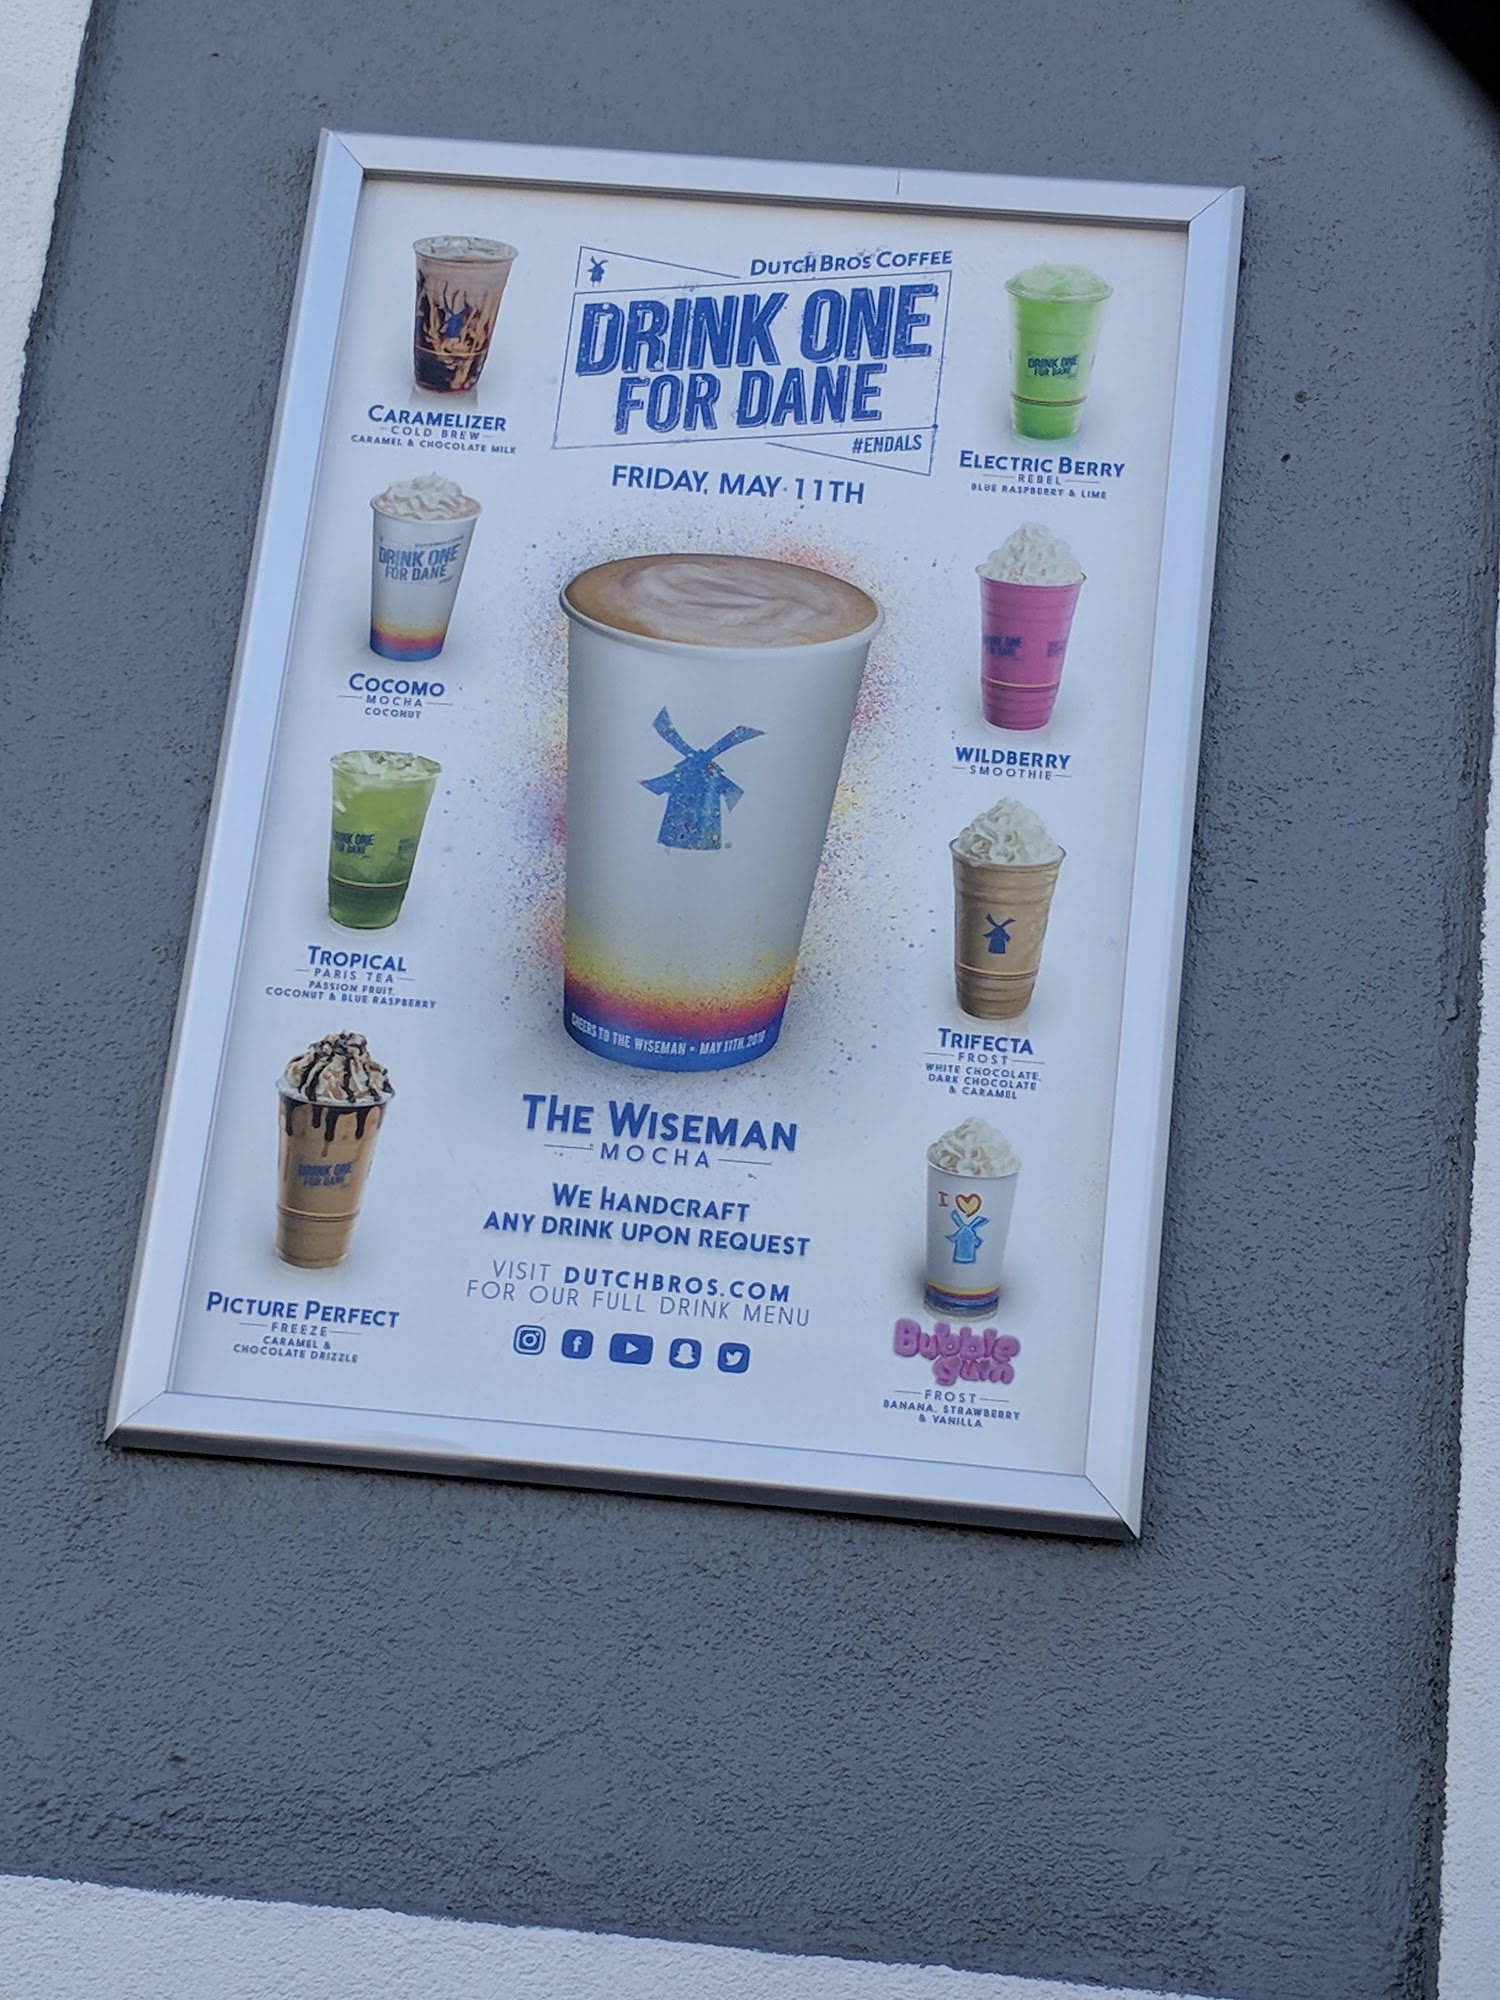 DUTCH BROS COFFEE
DRINK ONE
FOR DANE
#ENDALS
FRIDAY, MAY 11TH
CARAMELIZER
COLD BREW
CARAMEL & CHOCOLATE MILK
DRINK ONE
FOR DANE
COCOMO
MOCHA
COCONUT
DRINK ONE
FOR DANE
TROPICAL
PARIS TEA
PASSION FRUIT,
COCONUT & BLUE RASPBERRY
DRINK ONE
FOR DANE
PICTURE PERFECT
FREEZE
CARAMEL &
CHOCOLATE DRIZZLE
CHEERS TO THE WISEMAN • MAY 11TH, 2018
THE WISEMAN
MOCHA
WE HANDCRAFT
ANY DRINK UPON REQUEST
VISIT DUTCHBROS.COM
FOR OUR FULL DRINK MENU
DRINK ONE
FOR DANE
ELECTRIC BERRY
REBEL
BLUE RASPBERRY & LIME
DRINK ONE
FOR DANE
WILDBERRY
SMOOTHIE
TRIFECTA
FROST
WHITE CHOCOLATE,
DARK CHOCOLATE
& CARAMEL
I
Bubble
gum
FROST
BANANA, STRAWBERRY
& VANILLA